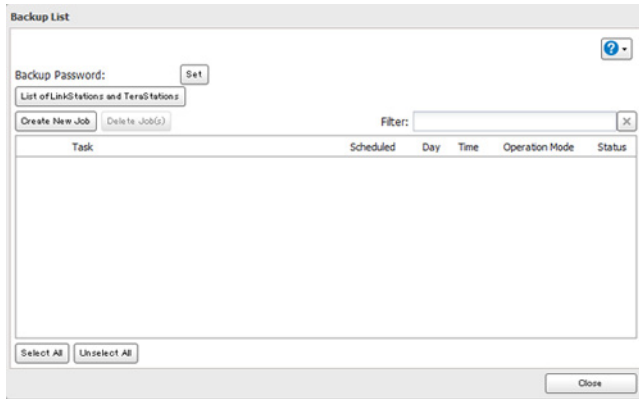 Backup List
?
Backup Password: Set
List of LinkStations and TeraStations
Create New Job Delete Job(s) Filter:
Task Scheduled Day Time Operation Mode Status
Select All Unselect All
Close